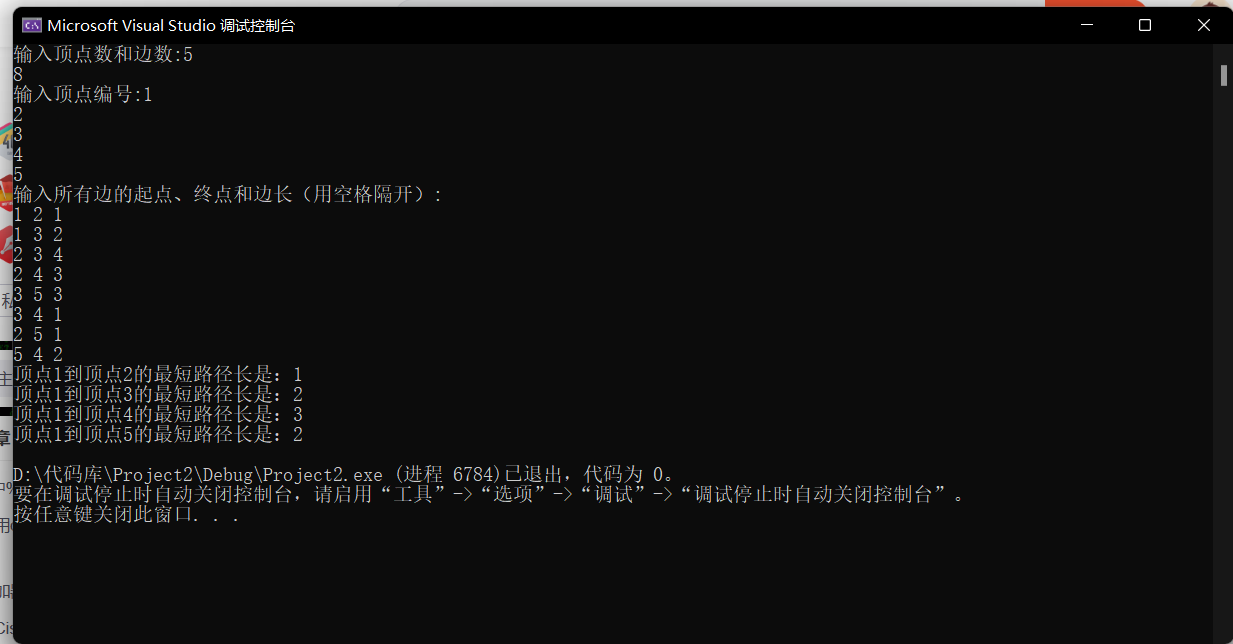 Microsoft Visual Studio 调试控制台
输入顶点数和边数:5
8
输入顶点编号:1
2
3
4
5
输入所有边的起点、终点和边长（用空格隔开）:
1 2 1
1 3 2
2 3 4
2 4 3
3 5 3
3 4 1
2 5 1
5 4 2
顶点1到顶点2的最短路径长是: 1
顶点1到顶点3的最短路径长是: 2
顶点1到顶点4的最短路径长是: 3
顶点1到顶点5的最短路径长是: 2
D:\代码库\Project2\Debug\Project2.exe (进程 6784)已退出，代码为 0。
要在调试停止时自动关闭控制台，请启用“工具”->“选项”->“调试”->“调试停止时自动关闭控制台”。
按任意键关闭此窗口. . .